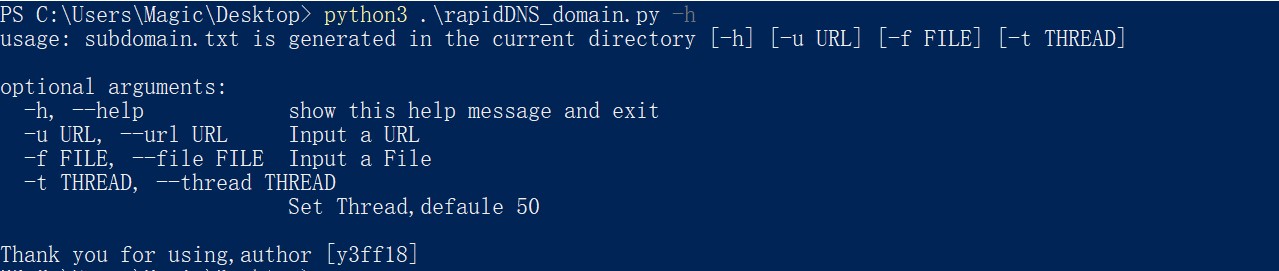 PS C:\Users\Magic\Desktop> python3 .\rapidDNS_domain.py -h
usage: subdomain.txt is generated in the current directory [-h] [-u URL] [-f FILE] [-t THREAD]
optional arguments:
-h, --help show this help message and exit
-u URL, --url URL Input a URL
-f FILE, --file FILE Input a File
-t THREAD, --thread THREAD
Set Thread,defaule 50
Thank you for using,author [y3ff18]